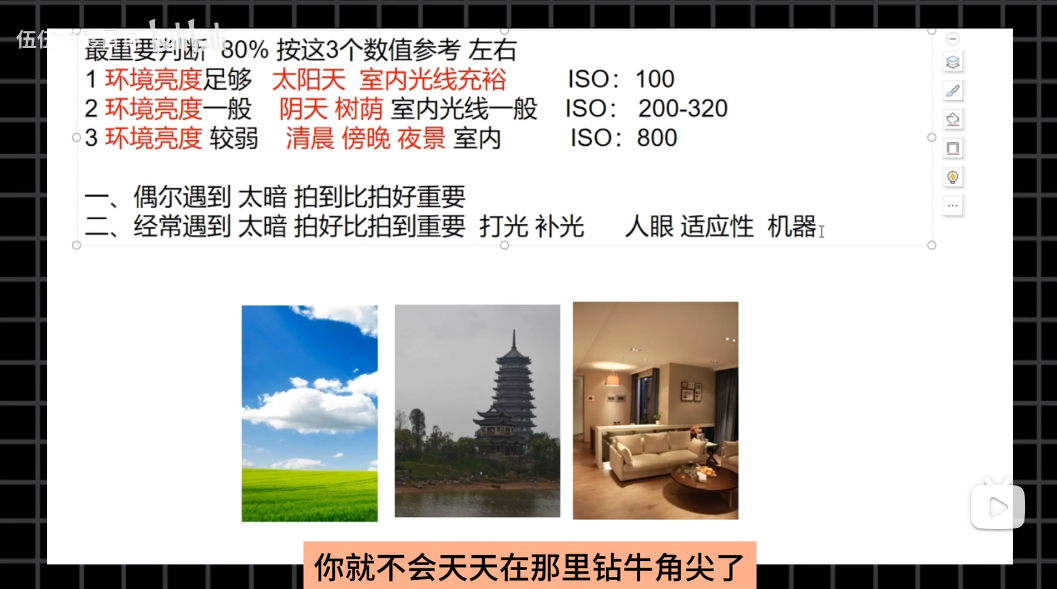 最重要判断 80% 按这3个数值参考 左右
1 环境亮度足够 太阳天 室内光线充裕 ISO：100
2 环境亮度一般 阴天 树荫 室内光线一般 ISO： 200-320
3 环境亮度 较弱 清晨 傍晚 夜景 室内 ISO：800
一、偶尔遇到 太暗 拍到比拍好重要
二、经常遇到 太暗 拍好比拍到重要 打光 补光 人眼 适应性 机器
你就不会天天在那里钻牛角尖了